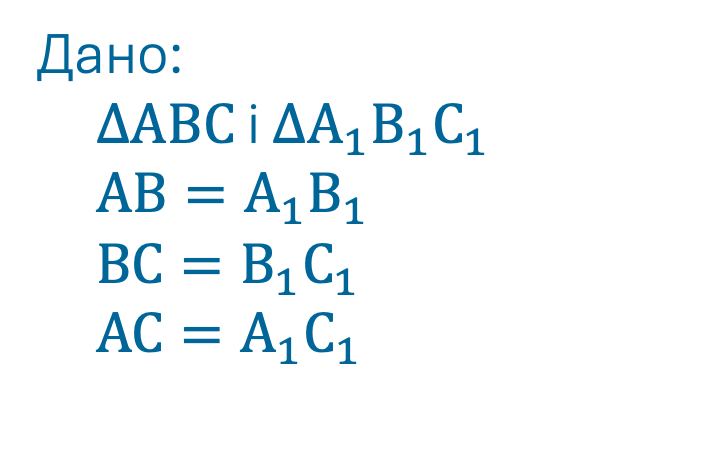 Дано:
ΔABC і ΔA₁B₁C₁
AB = A₁B₁
BC = B₁C₁
AC = A₁C₁